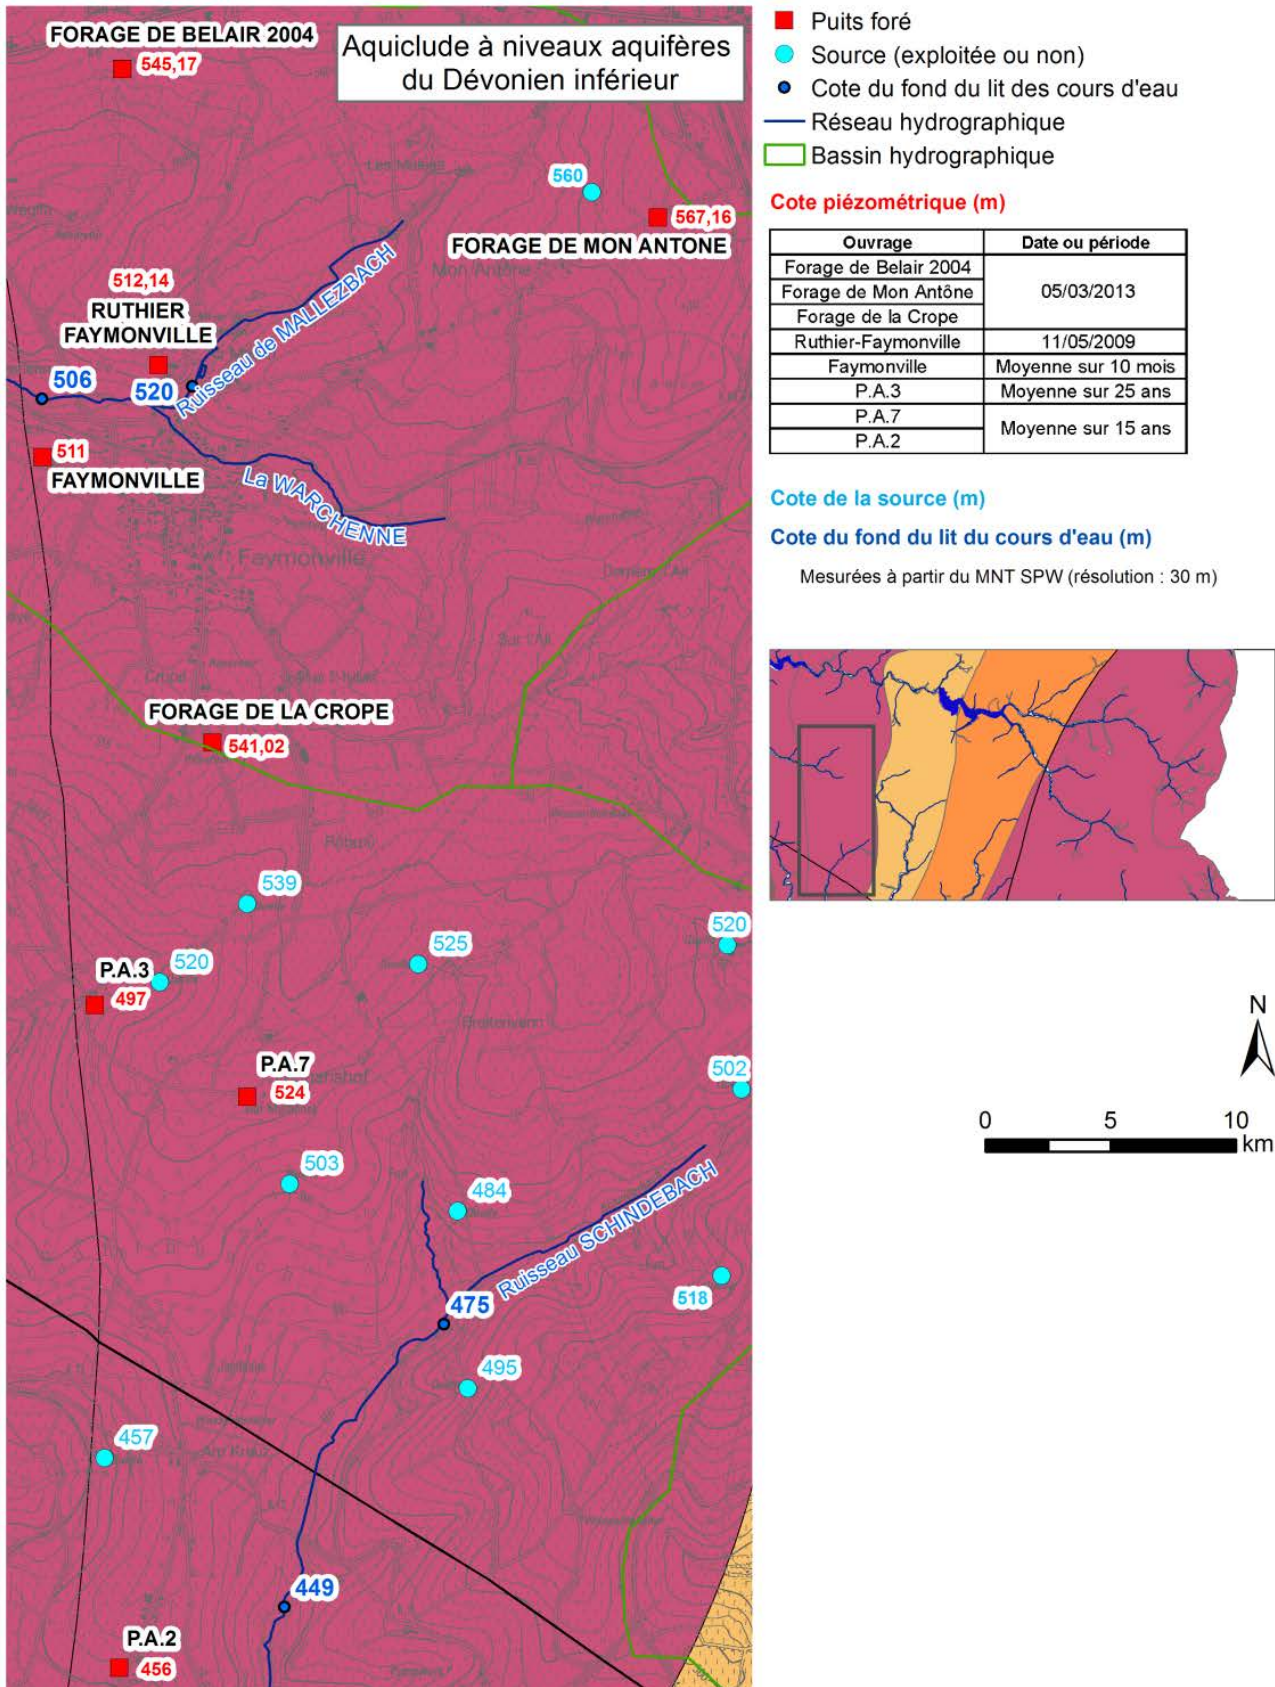 FORAGE DE BELAIR 2004
545,17
Aquiclude à niveaux aquifères
du Dévonien inférieur
560
567,16
FORAGE DE MON ANTONE
Mon Antône
Ruisseau de MALLEZBACH
512,14
RUTHIER
FAYMONVILLE
506
520
511
FAYMONVILLE
La WARCHENNE
Faymonville
Sur l'Ail
FORAGE DE LA CROPE
541,02
539
520
525
520
P.A.3
497
Breitenvenn
P.A.7
524
502
503
484
Ruisseau SCHINDEBACH
518
475
495
457
Am Kreuz
449
P.A.2
456
Puits foré
Source (exploitée ou non)
Cote du fond du lit des cours d'eau
Réseau hydrographique
Bassin hydrographique
Cote piézométrique (m)
Ouvrage Date ou période
Forage de Belair 2004
Forage de Mon Antône 05/03/2013
Forage de la Crope
Ruthier-Faymonville 11/05/2009
Faymonville Moyenne sur 10 mois
P.A.3 Moyenne sur 25 ans
P.A.7 Moyenne sur 15 ans
P.A.2
Cote de la source (m)
Cote du fond du lit du cours d'eau (m)
Mesurées à partir du MNT SPW (résolution : 30 m)
N
0 5 10
km